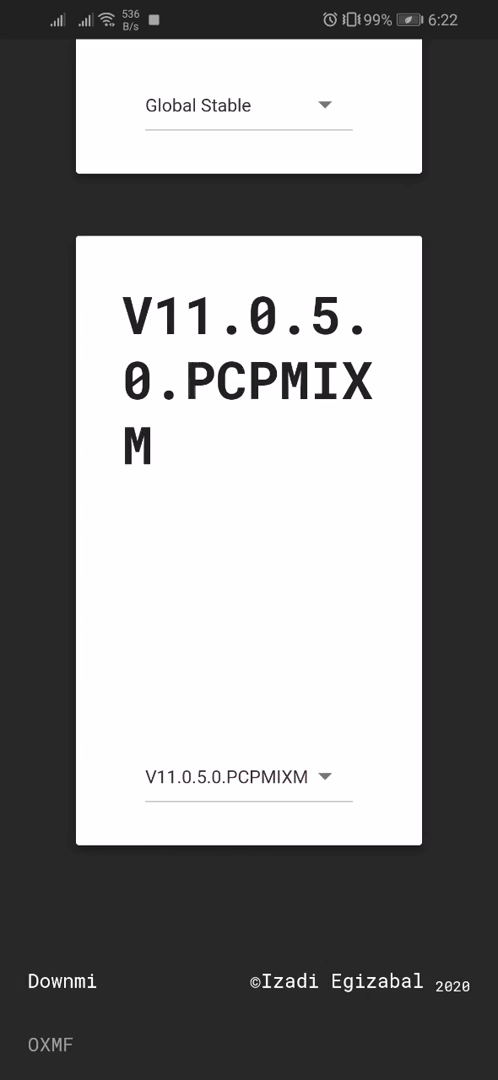 536
B/s
99%
6:22
Global Stable
V11.0.5.
0.PCPMIX
M
V11.0.5.0.PCPMIXM
Downmi
©Izadi Egizabal 2020
OXMF